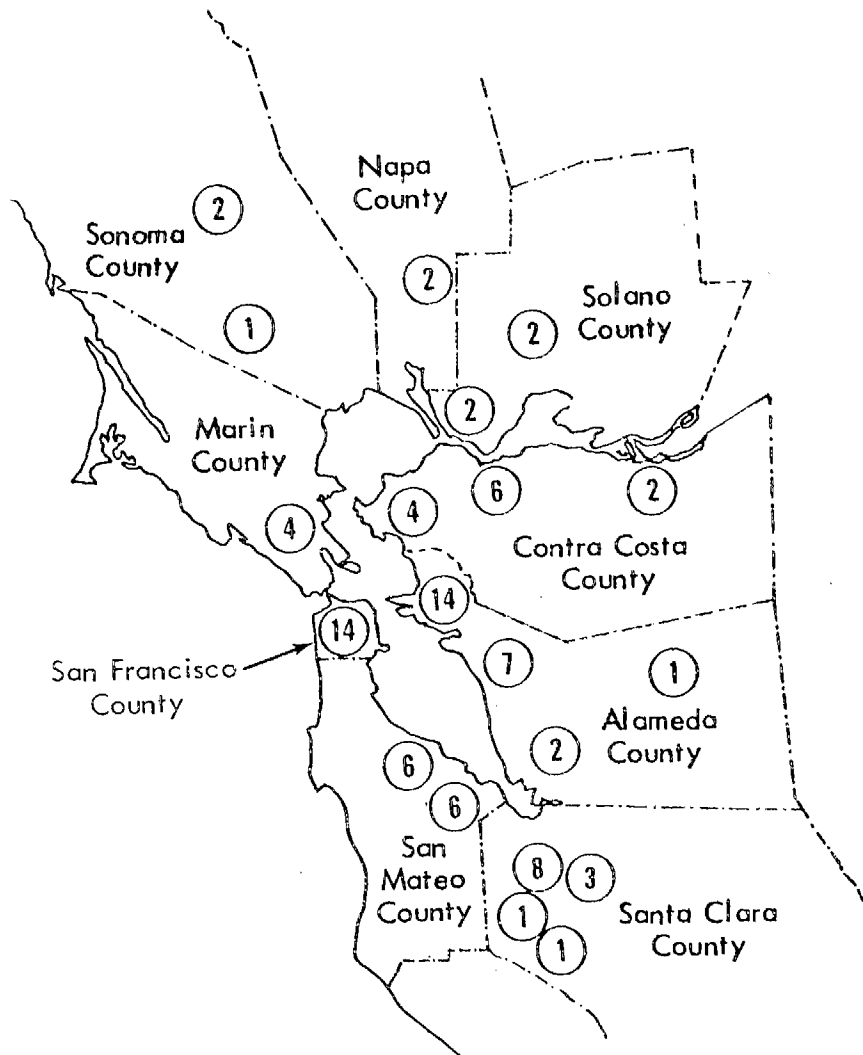 Napa
County
2
Sonoma
County
2
Solano
County
1
2
2
Marin
County
6
2
4
4
Contra Costa
County
14
14
San Francisco
County
7
1
Alameda
County
2
6
6
San
Mateo
County
8
3
Santa Clara
County
1
1